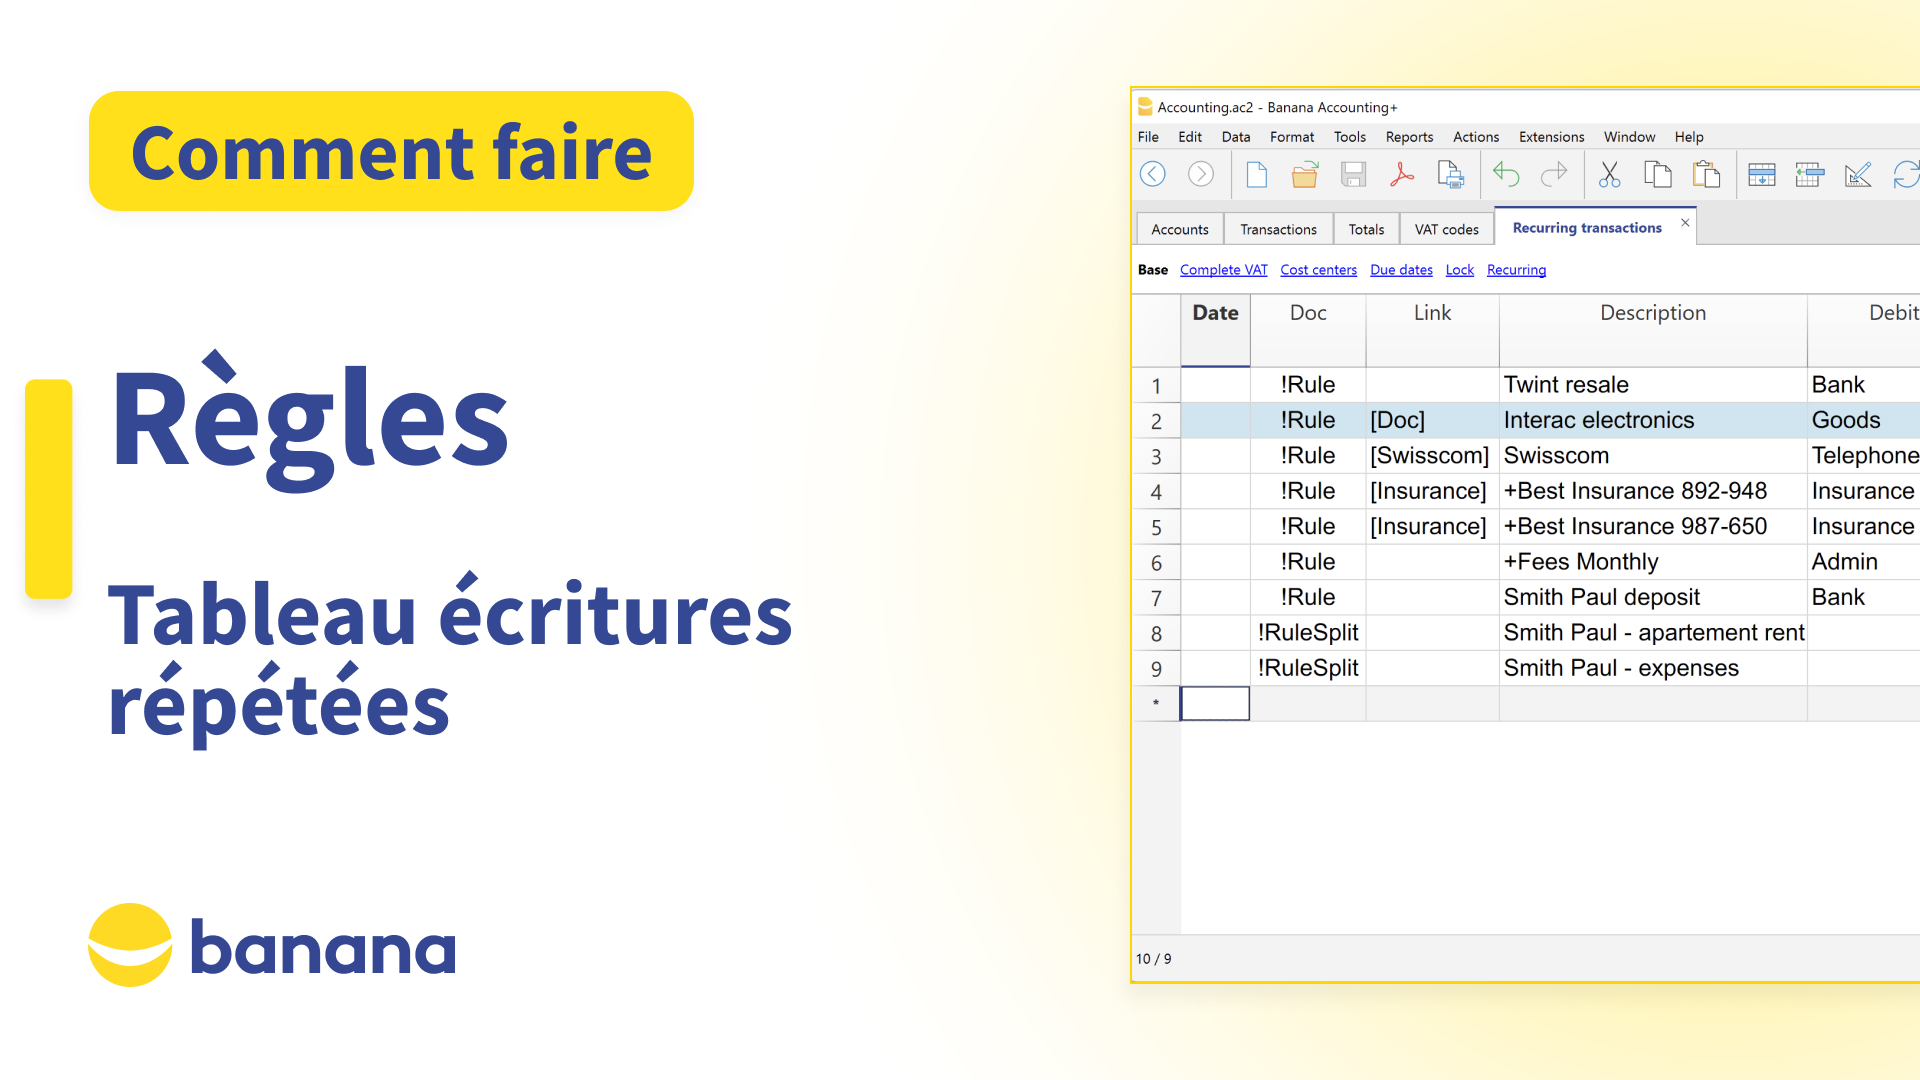 Comment faire
Règles
Tableau écritures
répétées
banana
Accounting.ac2 - Banana Accounting+
File Edit Data Format Tools Reports Actions Extensions Window Help
Accounts Transactions Totals VAT codes Recurring transactions ×
Base Complete VAT Cost centers Due dates Lock Recurring
Date Doc Link Description Debit
1 !Rule Twint resale Bank
2 !Rule [Doc] Interac electronics Goods
3 !Rule [Swisscom] Swisscom Telephone
4 !Rule [Insurance] +Best Insurance 892-948 Insurance
5 !Rule [Insurance] +Best Insurance 987-650 Insurance
6 !Rule +Fees Monthly Admin
7 !Rule Smith Paul deposit Bank
8 !RuleSplit Smith Paul - apartement rent
9 !RuleSplit Smith Paul - expenses
*
10 / 9